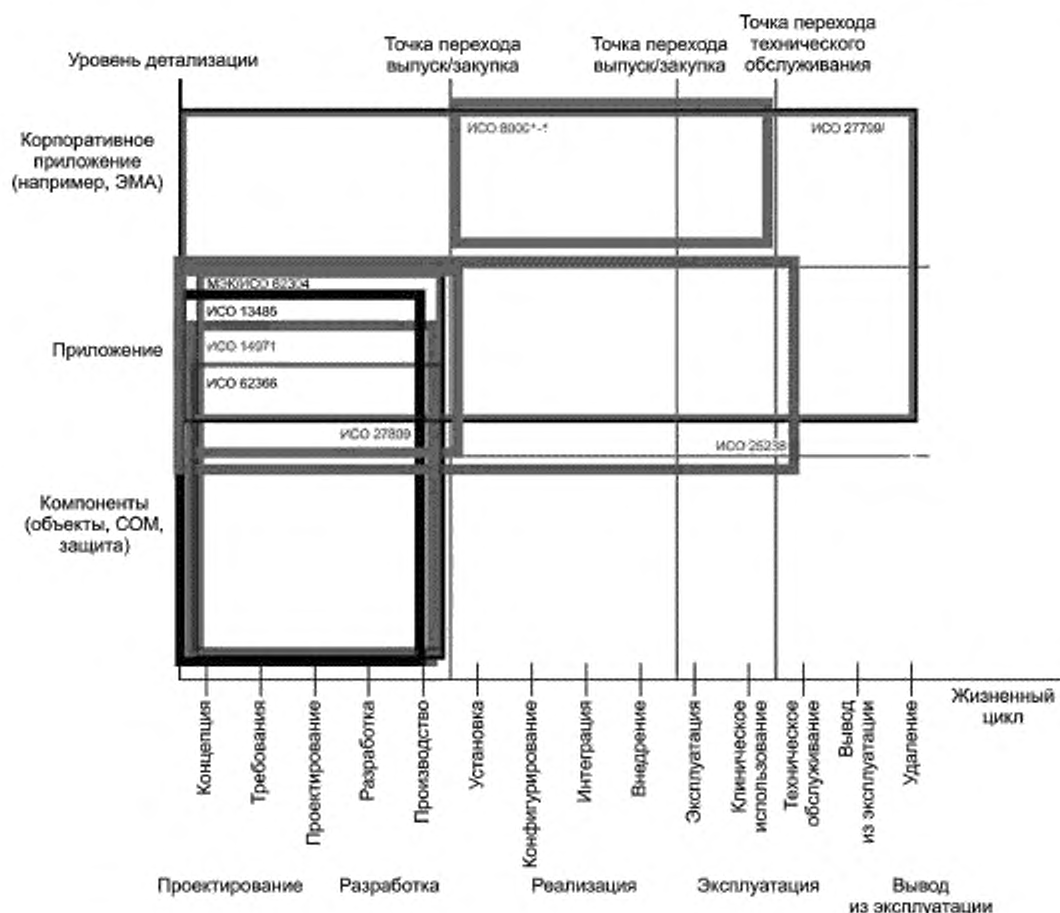 Уровень детализации
Точка перехода
выпуск/закупка
Точка перехода
выпуск/закупка
Точка перехода
технического
обслуживания
Корпоративное
приложение
(например, ЭМА)
ИСО 27799
МЭК/ИСО 62304
ИСО 13485
Приложение
ИСО 14971
ИСО 62366
ИСО 27809
ИСО 25238
Компоненты
(объекты, COM,
защита)
Жизненный
цикл
Концепция
Требования
Проектирование
Разработка
Производство
Установка
Конфигурирование
Интеграция
Внедрение
Эксплуатация
Клиническое
использование
Техническое
обслуживание
Вывод
из эксплуатации
Удаление
Проектирование
Разработка
Реализация
Эксплуатация
Вывод
из эксплуатации